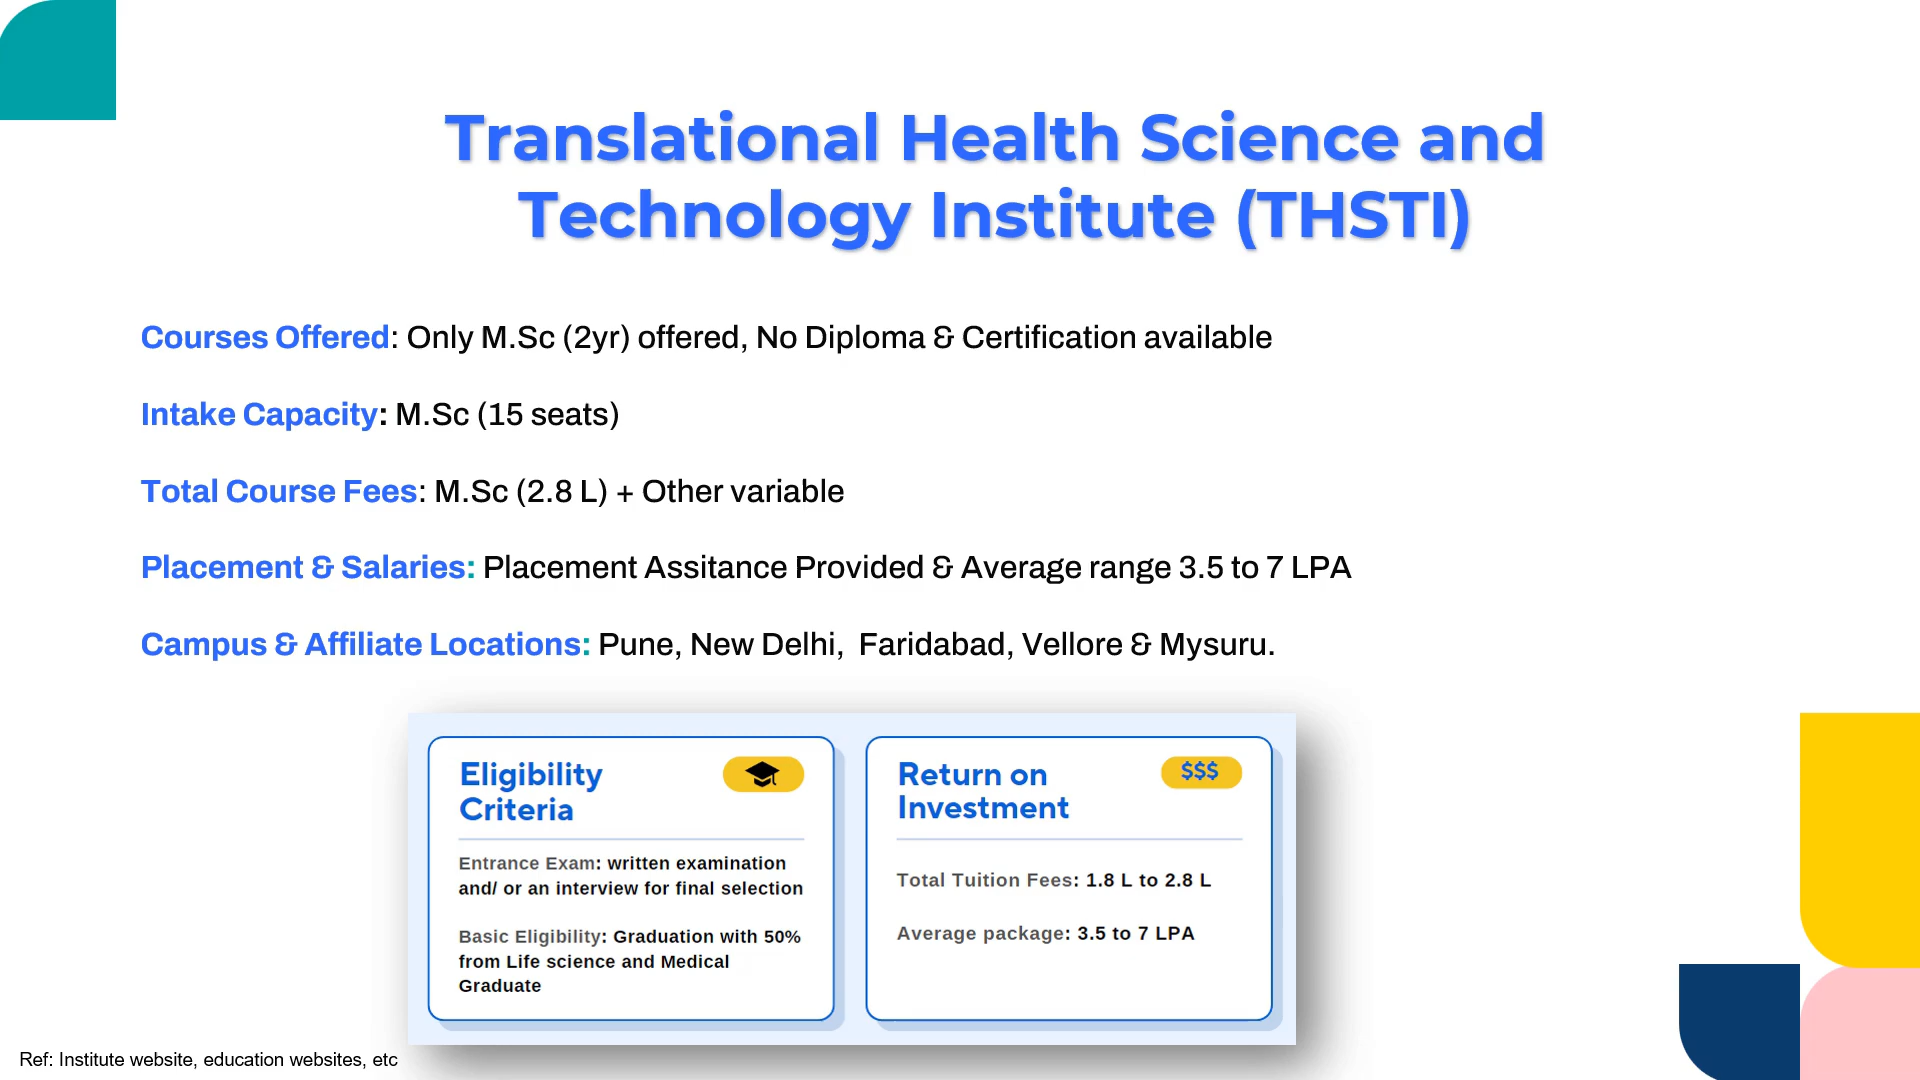 Translational Health Science and
Technology Institute (THSTI)
Courses Offered: Only M.Sc (2yr) offered, No Diploma & Certification available
Intake Capacity: M.Sc (15 seats)
Total Course Fees: M.Sc (2.8 L) + Other variable
Placement & Salaries: Placement Assitance Provided & Average range 3.5 to 7 LPA
Campus & Affiliate Locations: Pune, New Delhi,  Faridabad, Vellore & Mysuru.
Eligibility
Criteria
Entrance Exam: written examination
and/ or an interview for final selection
Basic Eligibility: Graduation with 50%
from Life science and Medical
Graduate
Return on
Investment
$$$
Total Tuition Fees: 1.8 L to 2.8 L
Average package: 3.5 to 7 LPA
Ref: Institute website, education websites, etc